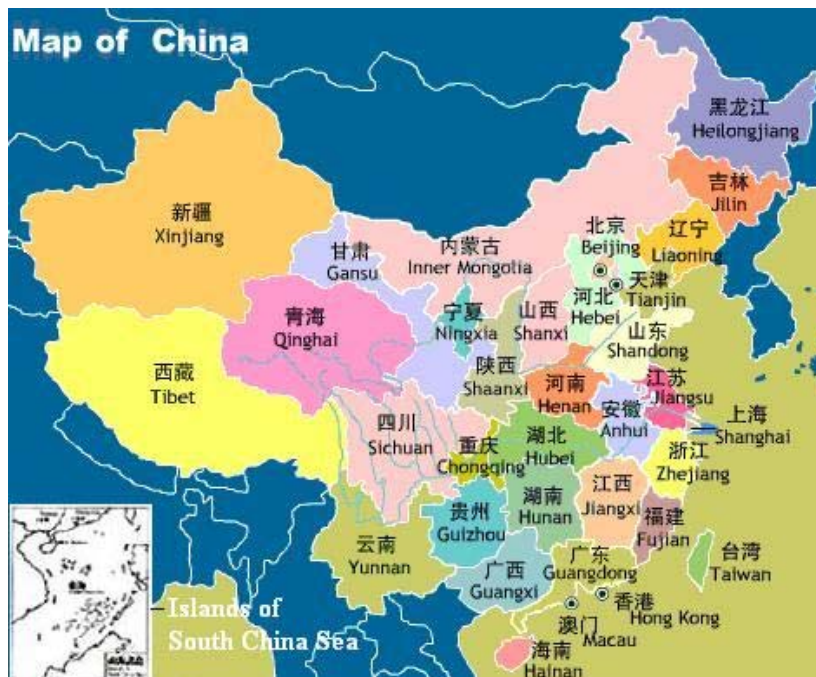 Map of China
黑龙江
Heilongjiang
吉林
Jilin
新疆
Xinjiang
北京
Beijing
辽宁
Liaoning
甘肃
Gansu
内蒙古
Inner Mongolia
天津
Tianjin
河北
Hebei
宁夏
Ningxia
山西
Shanxi
青海
Qinghai
山东
Shandong
西藏
Tibet
陕西
Shaanxi
河南
Henan
江苏
Jiangsu
四川
Sichuan
安徽
Anhui
上海
Shanghai
重庆
Chongqing
湖北
Hubei
浙江
Zhejiang
江西
Jiangxi
湖南
Hunan
贵州
Guizhou
福建
Fujian
云南
Yunnan
台湾
Taiwan
广西
Guangxi
广东
Guangdong
香港
Hong Kong
澳门
Macau
海南
Hainan
Islands of
South China Sea